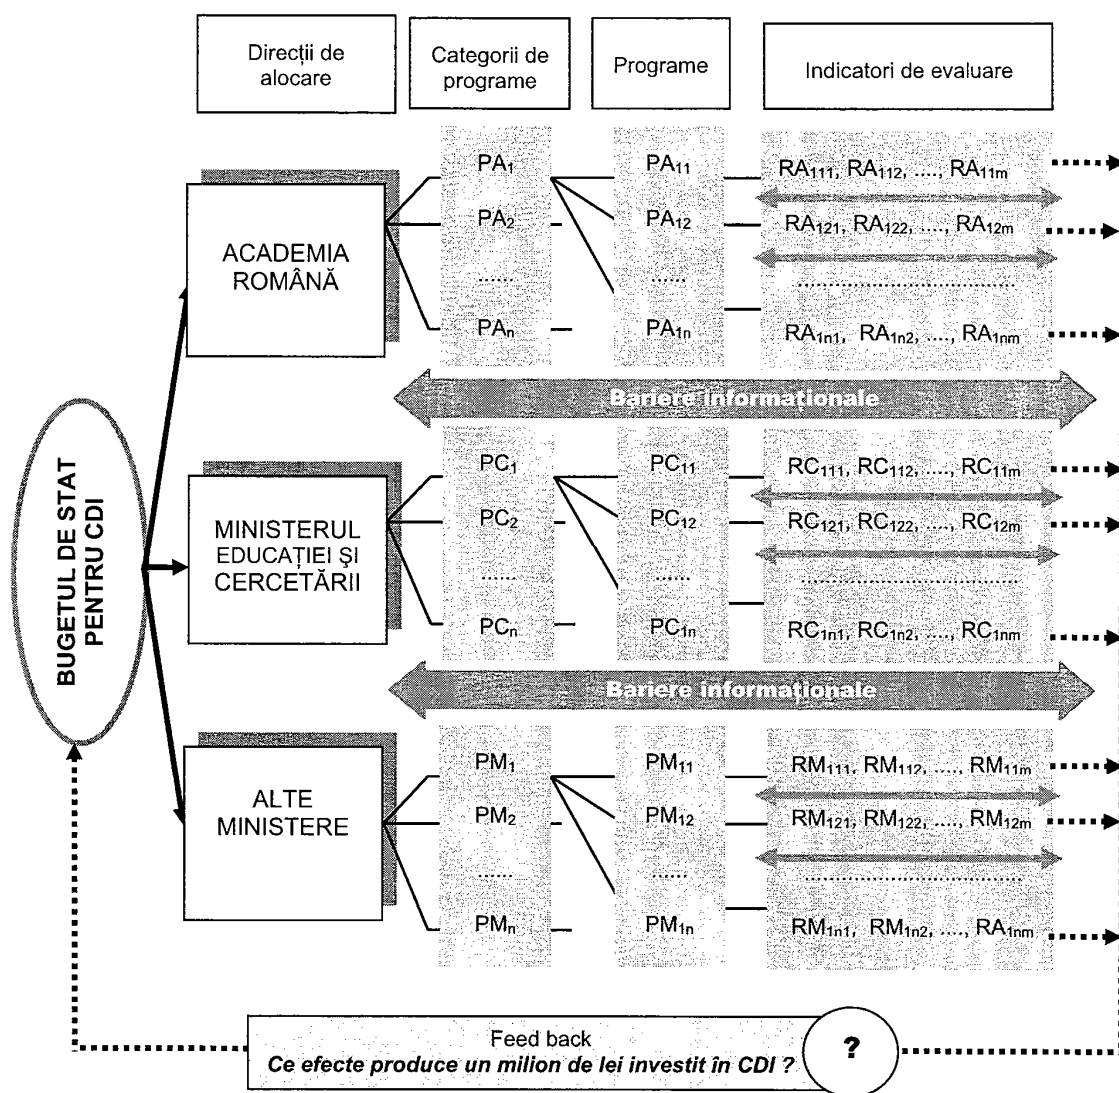 Direcții de
alocare
Categorii de
programe
Programe
Indicatori de evaluare
ACADEMIA
ROMÂNĂ
PA1
PA2
......
PAn
PA11
PA12
......
PA1n
RA111, RA112, ...., RA11m
RA121, RA122, ...., RA12m
..........................................
RA1n1, RA1n2, ...., RA1nm
Bariere informaționale
BUGETUL DE STAT
PENTRU CDI
MINISTERUL
EDUCAȚIEI ȘI
CERCETĂRII
PC1
PC2
......
PCn
PC11
PC12
......
PC1n
RC111, RC112, ...., RC11m
RC121, RC122, ...., RC12m
..........................................
RC1n1, RC1n2, ...., RC1nm
Bariere informaționale
ALTE
MINISTERE
PM1
PM2
......
PMn
PM11
PM12
......
PM1n
RM111, RM112, ...., RM11m
RM121, RM122, ...., RM12m
..........................................
RM1n1, RM1n2, ...., RA1nm
Feed back
Ce efecte produce un milion de lei investit în CDI ?
?